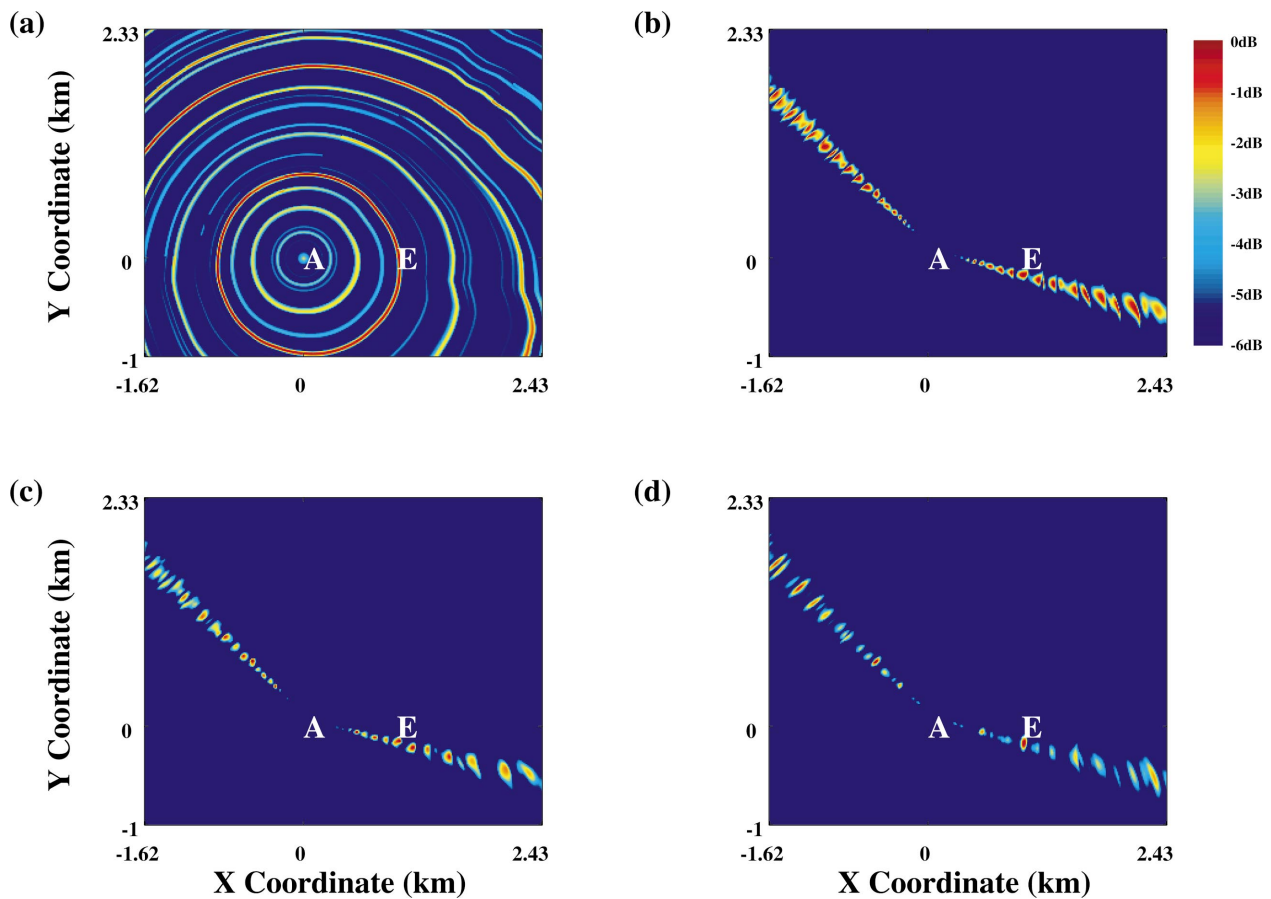 (a)
(b)
2.33
2.33
0dB
-1dB
-2dB
-3dB
-4dB
-5dB
-6dB
Y Coordinate (km)
0
A
E
0
A
E
-1
-1
-1.62
0
2.43
-1.62
0
2.43
(c)
(d)
2.33
2.33
Y Coordinate (km)
0
A
E
0
A
E
-1
-1
-1.62
0
2.43
-1.62
0
2.43
X Coordinate (km)
X Coordinate (km)